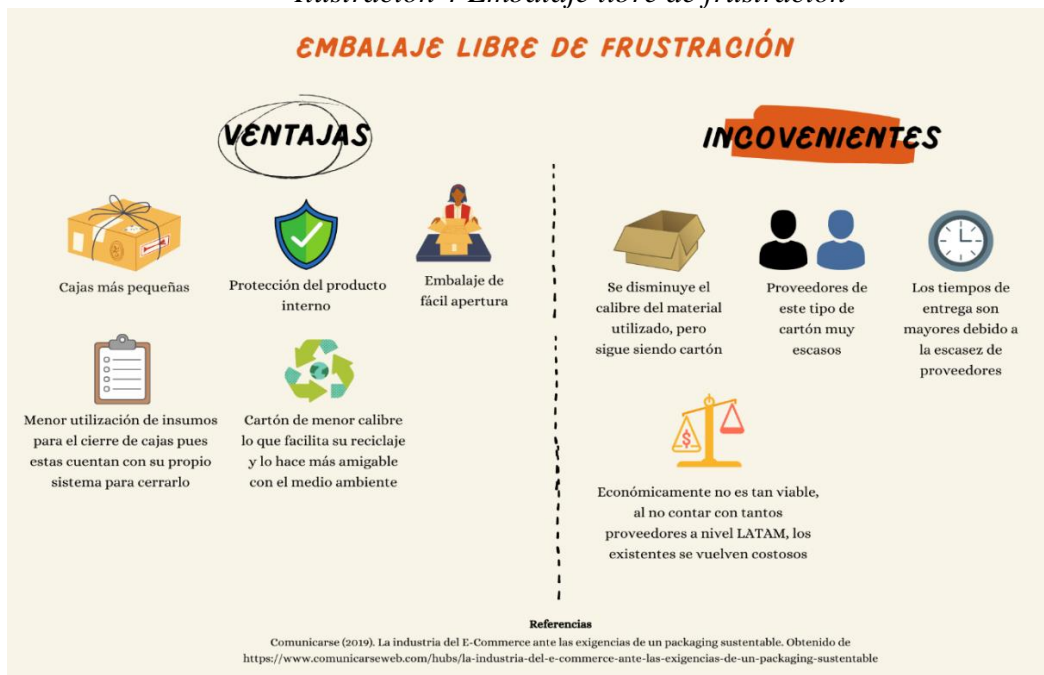 Ilustración 4 Embalaje libre de frustración
EMBALAJE LIBRE DE FRUSTRACIÓN
VENTAJAS
Cajas más pequeñas
Protección del producto
interno
Embalaje de
fácil apertura
Menor utilización de insumos
para el cierre de cajas pues
estas cuentan con su propio
sistema para cerrarlo
Cartón de menor calibre
lo que facilita su reciclaje
y lo hace más amigable
con el medio ambiente
INCOVENIENTES
Se disminuye el
calibre del material
utilizado, pero
sigue siendo cartón
Proveedores de
este tipo de
cartón muy
escasos
Los tiempos de
entrega son
mayores debido a
la escasez de
proveedores
$
Económicamente no es tan viable,
al no contar con tantos
proveedores a nivel LATAM, los
existentes se vuelven costosos
Referencias
Comunicarse (2019). La industria del E-Commerce ante las exigencias de un packaging sustentable. Obtenido de
https://www.comunicarseweb.com/hubs/la-industria-del-e-commerce-ante-las-exigencias-de-un-packaging-sustentable